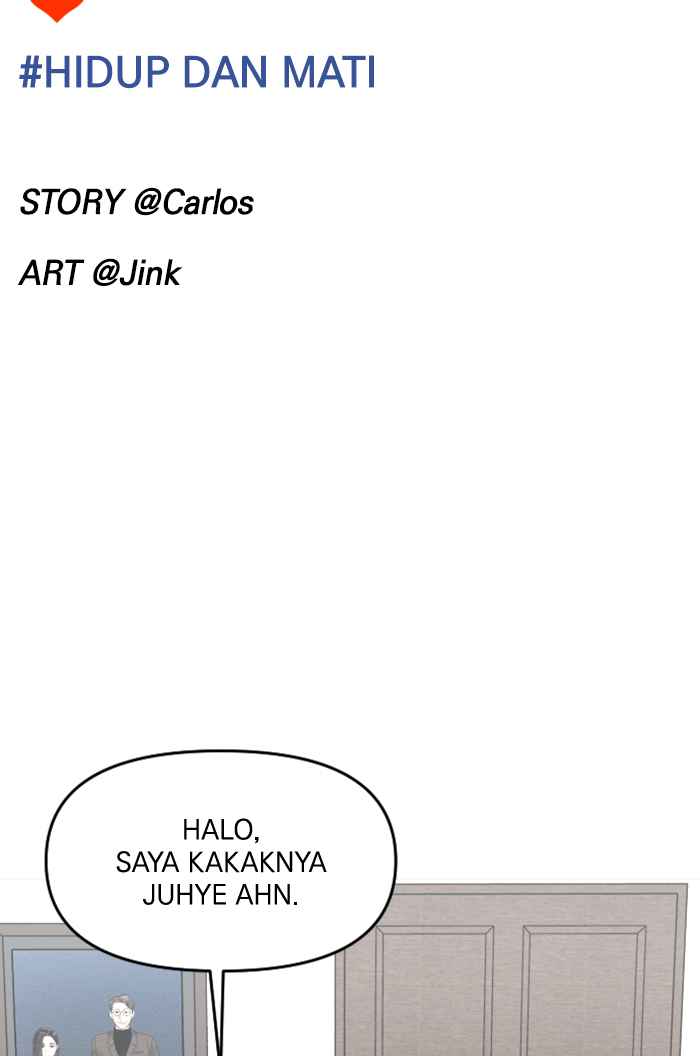 #HIDUP DAN MATI
STORY @Carlos
ART @Jink
HALO,
SAYA KAKAKNYA
JUHYE AHN.